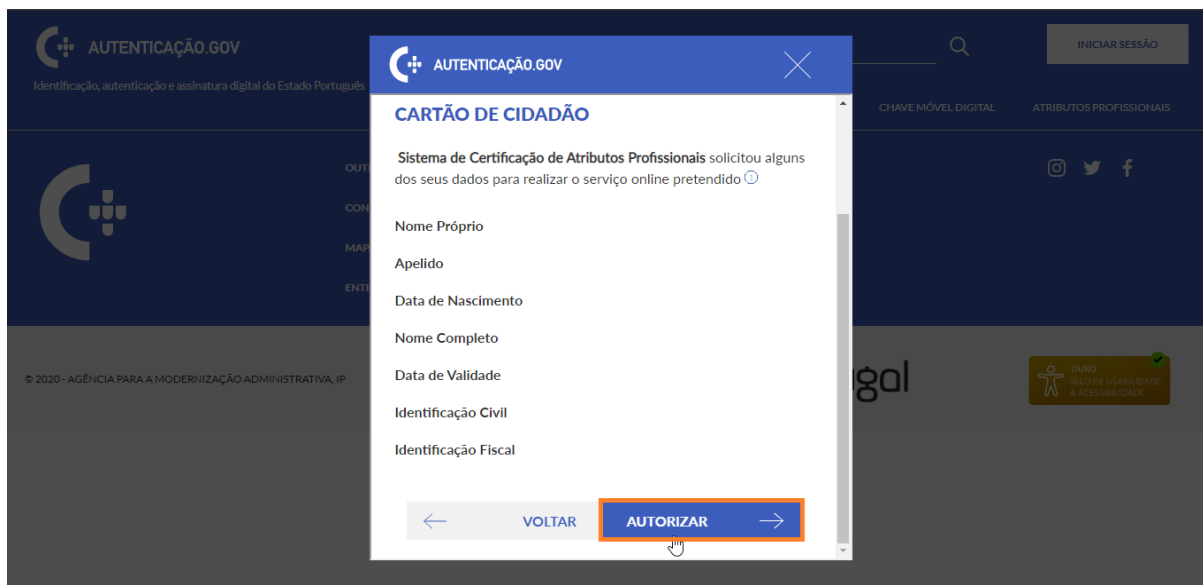 AUTENTICAÇÃO.GOV
Identificação, autenticação e assinatura digital do Estado Português
INICIAR SESSÃO
CHAVE MÓVEL DIGITAL
ATRIBUTOS PROFISSIONAIS
AUTENTICAÇÃO.GOV
CARTÃO DE CIDADÃO
Sistema de Certificação de Atributos Profissionais solicitou alguns
dos seus dados para realizar o serviço online pretendido
Nome Próprio
Apelido
Data de Nascimento
Nome Completo
Data de Validade
Identificação Civil
Identificação Fiscal
VOLTAR
AUTORIZAR
© 2020 - AGÊNCIA PARA A MODERNIZAÇÃO ADMINISTRATIVA, IP
OURO
SELO DE USABILIDADE
& ACESSIBILIDADE